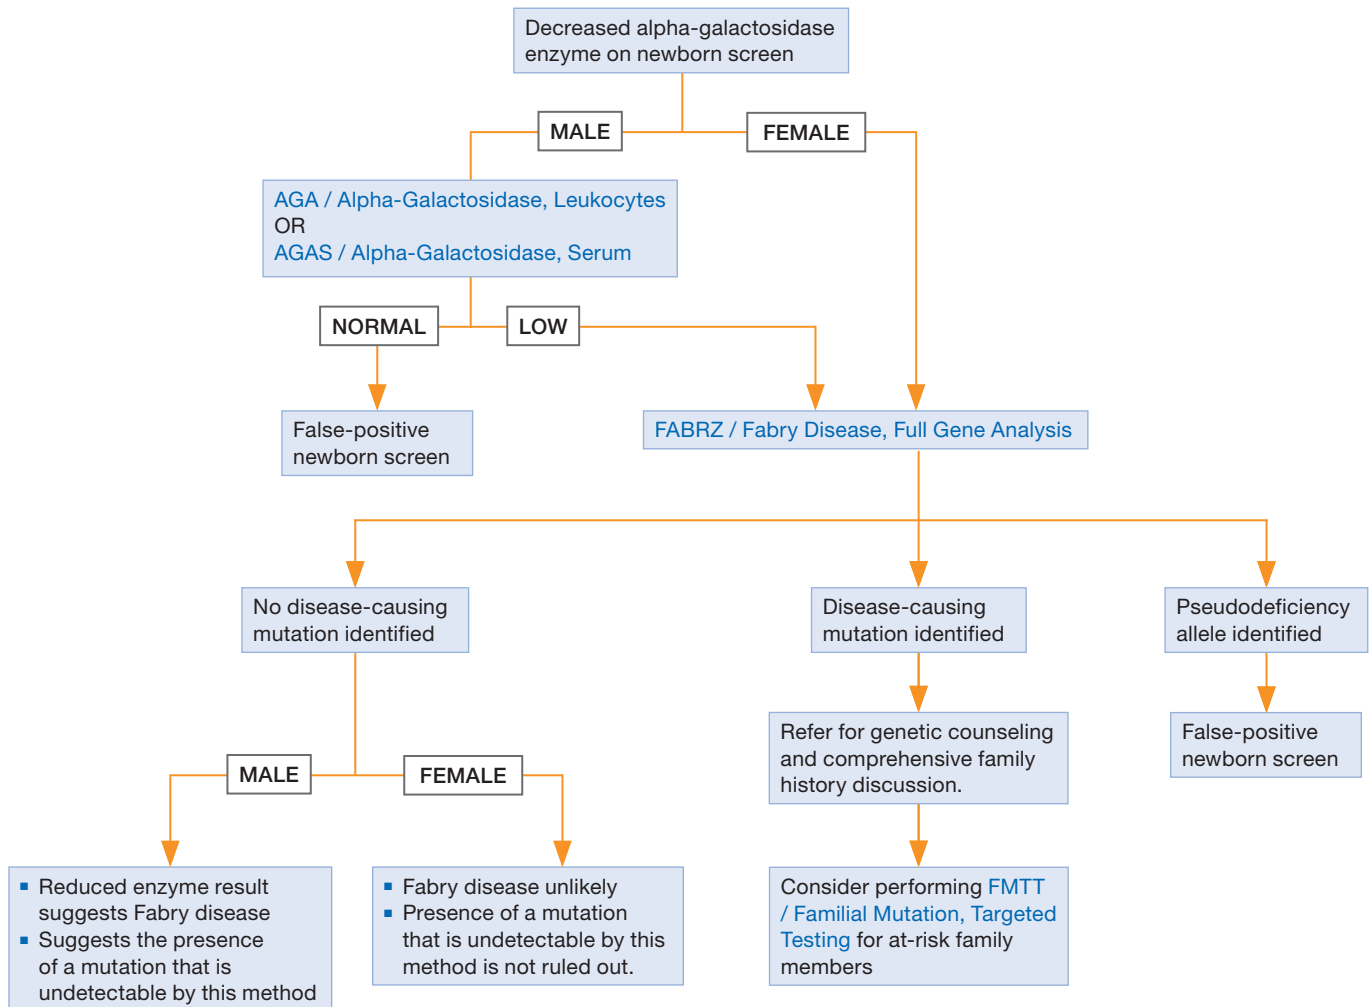 Decreased alpha-galactosidase
enzyme on newborn screen
MALE
FEMALE
AGA / Alpha-Galactosidase, Leukocytes
OR
AGAS / Alpha-Galactosidase, Serum
NORMAL
LOW
False-positive
newborn screen
FABRZ / Fabry Disease, Full Gene Analysis
No disease-causing
mutation identified
Disease-causing
mutation identified
Pseudodeficiency
allele identified
Refer for genetic counseling
and comprehensive family
history discussion.
False-positive
newborn screen
MALE
FEMALE
▪ Reduced enzyme result
suggests Fabry disease
▪ Suggests the presence
of a mutation that is
undetectable by this method
▪ Fabry disease unlikely
▪ Presence of a mutation
that is undetectable by this
method is not ruled out.
Consider performing FMTT
/ Familial Mutation, Targeted
Testing for at-risk family
members